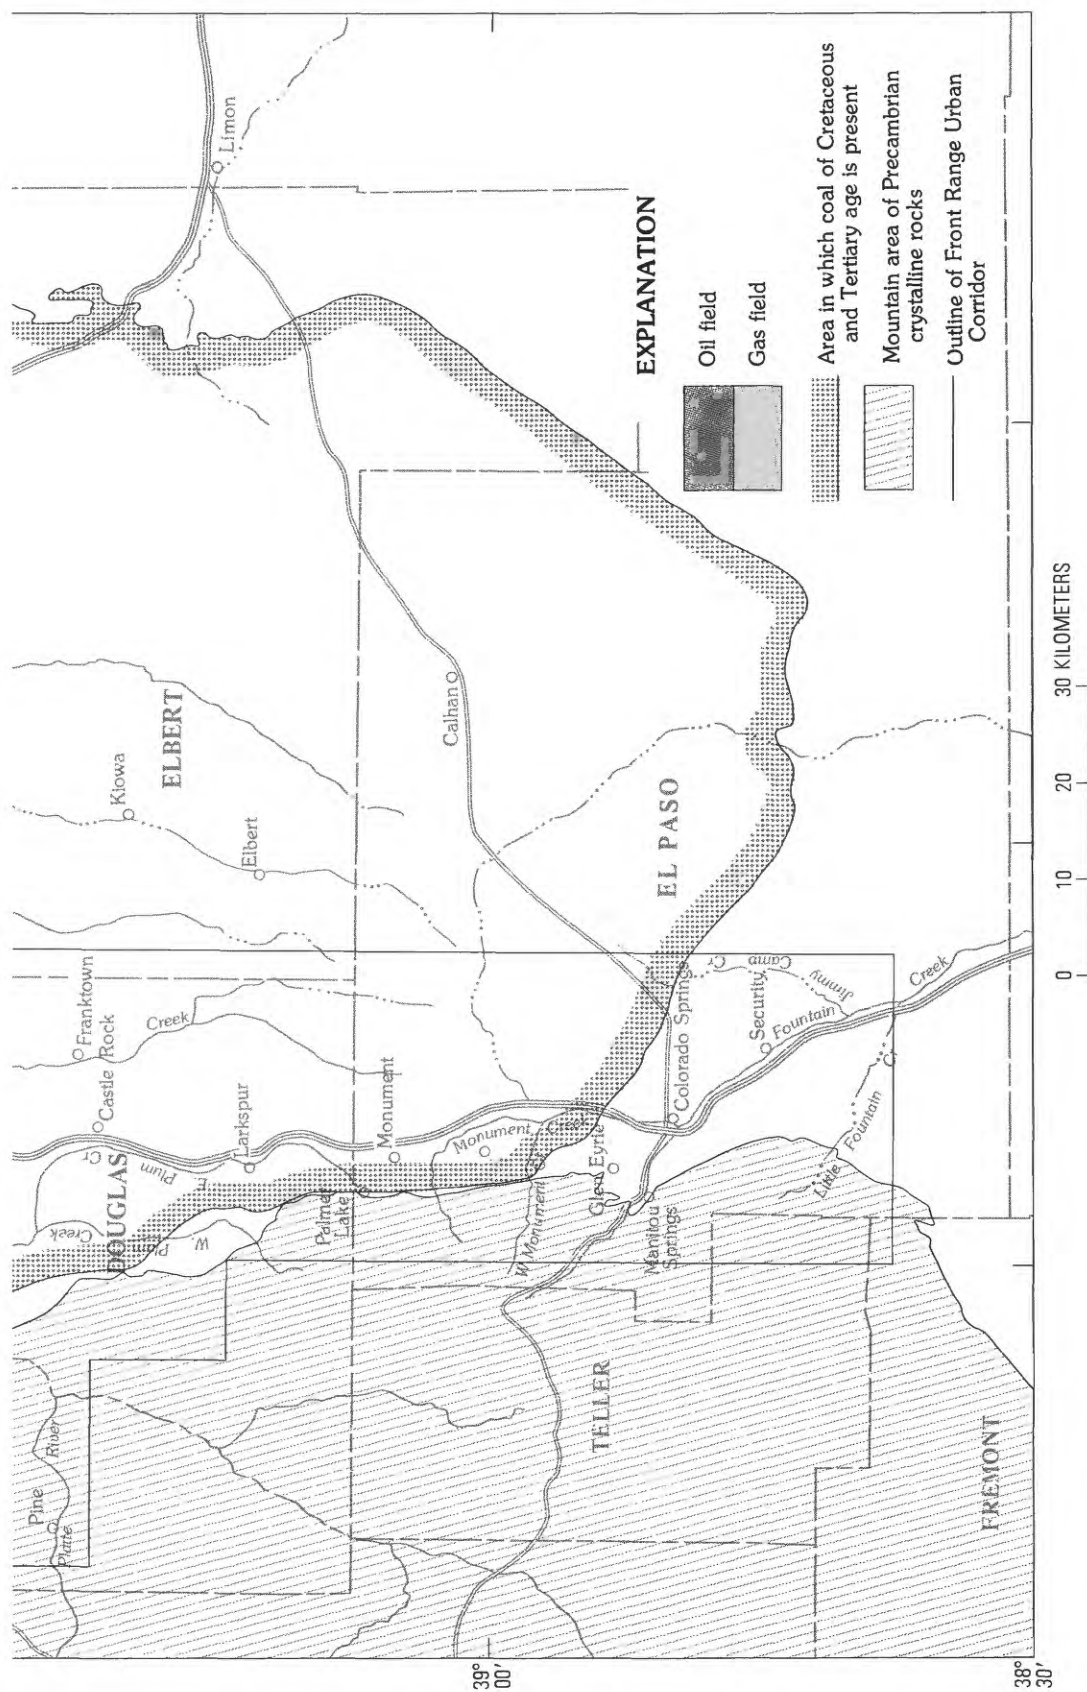 Limon
Kiowa
ELBERT
Elbert
Calhan
EL PASO
Franktown
Castle Rock
Creek
Larkspur
Monument
DOUGLAS
Plum
Cr
E
Creek
W
Plum
Palmer
Lake
Monument
Creek
W Monument
Cr
Glen Eyrie
Manitou
Springs
Colorado Springs
Security
Jimmy
Camp
Cr
Fountain
Creek
Little
Fountain
Cr
Pine
River
Platte
TELLER
FREMONT
EXPLANATION
Oil field
Gas field
Area in which coal of Cretaceous
and Tertiary age is present
Mountain area of Precambrian
crystalline rocks
Outline of Front Range Urban
Corridor
39°
00'
38°
30'
0
10
20
30 KILOMETERS